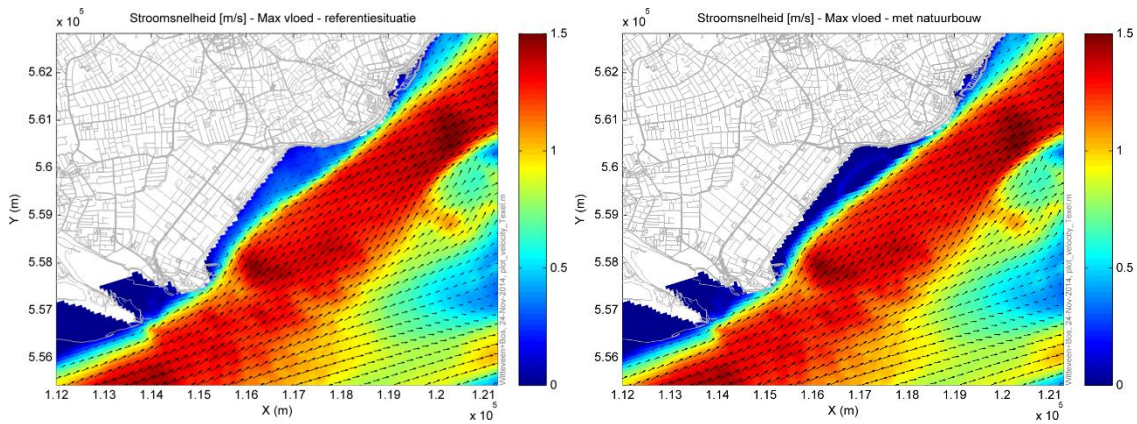 Stroomsnelheid [m/s] - Max vloed - referentiesituatie
x 10^5
5.62
5.61
5.6
5.59
5.58
5.57
5.56
Y (m)
1.12 1.13 1.14 1.15 1.16 1.17 1.18 1.19 1.2 1.21
X (m)
x 10^5
1.5
1
0.5
0
Witteveen+Bos, 24-Nov-2014, plot_velocity_Texel.m
Stroomsnelheid [m/s] - Max vloed - met natuurbouw
x 10^5
5.62
5.61
5.6
5.59
5.58
5.57
5.56
Y (m)
1.12 1.13 1.14 1.15 1.16 1.17 1.18 1.19 1.2 1.21
X (m)
x 10^5
1.5
1
0.5
0
Witteveen+Bos, 24-Nov-2014, plot_velocity_Texel.m